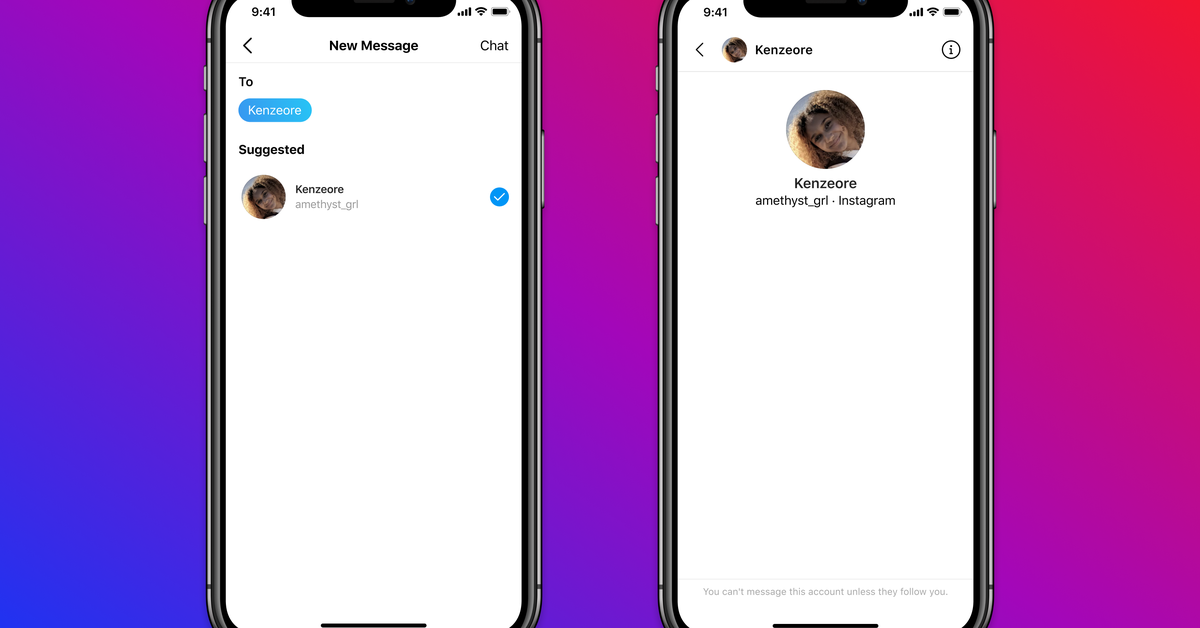 9:41
New Message
Chat
To
Kenzeore
Suggested
Kenzeore
amethyst_grl
9:41
Kenzeore
Kenzeore
amethyst_grl · Instagram
You can't message this account unless they follow you.